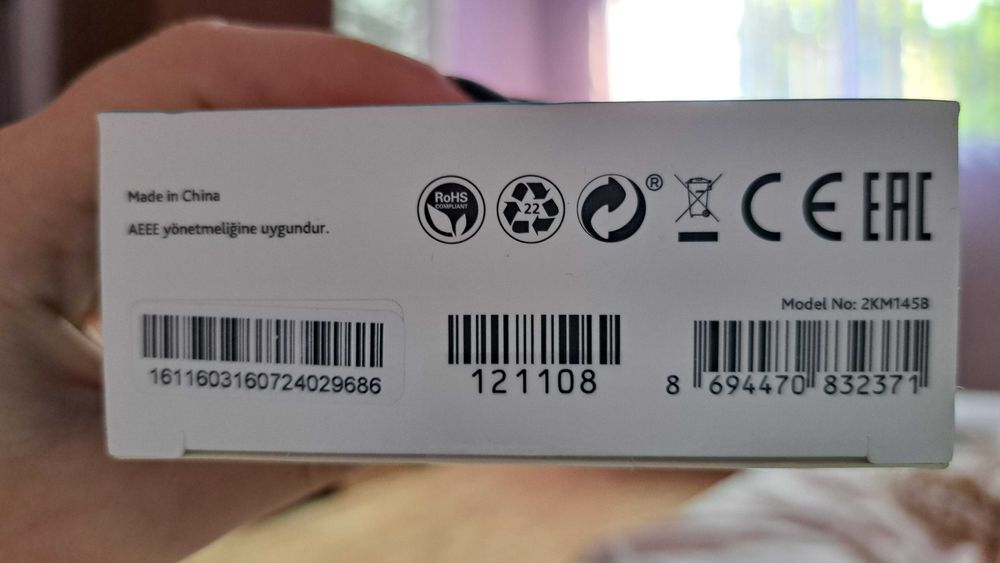 Made in China
AEEE yönetmeliğine uygundur.
RoHS
COMPLIANT
22
®
CE
EAC
Model No: 2KM145B
1611603160724029686
121108
8 694470 832371